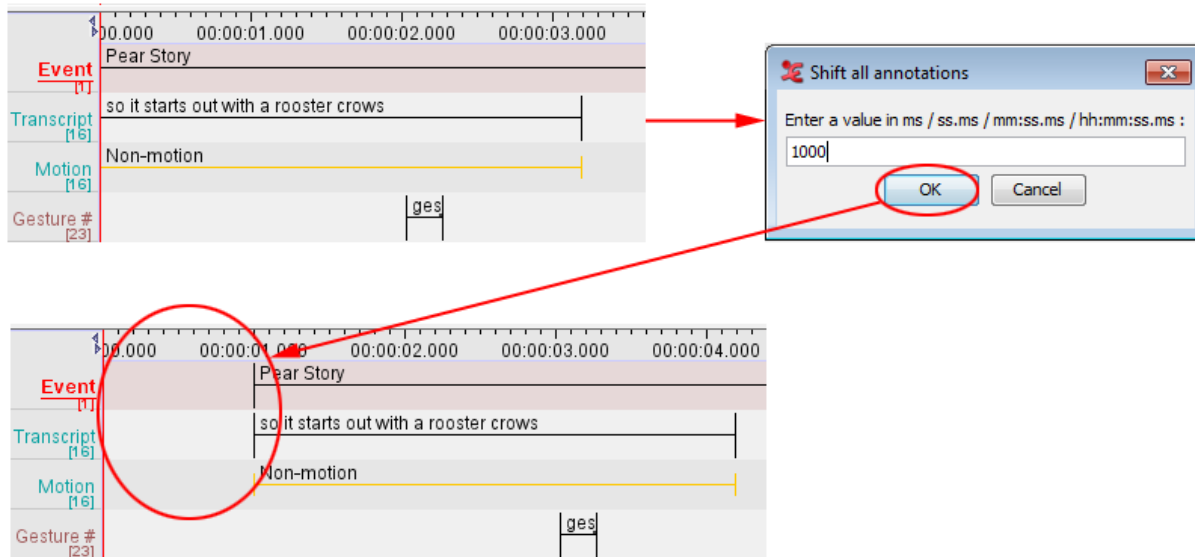 00.000 00:00:01.000 00:00:02.000 00:00:03.000
Pear Story
Event
[1]
so it starts out with a rooster crows
Transcript
[16]
Non-motion
Motion
[16]
ges
Gesture #
[23]
Shift all annotations
Enter a value in ms / ss.ms / mm:ss.ms / hh:mm:ss.ms :
1000
OK Cancel
00.000 00:00:01.000 00:00:02.000 00:00:03.000 00:00:04.000
Pear Story
Event
[1]
so it starts out with a rooster crows
Transcript
[16]
Non-motion
Motion
[16]
ges
Gesture #
[23]